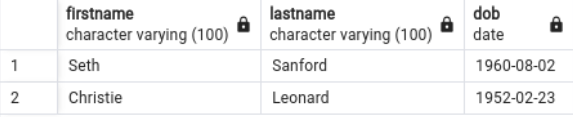 firstname lastname dob
character varying (100) character varying (100) date
1 Seth Sanford 1960-08-02
2 Christie Leonard 1952-02-23